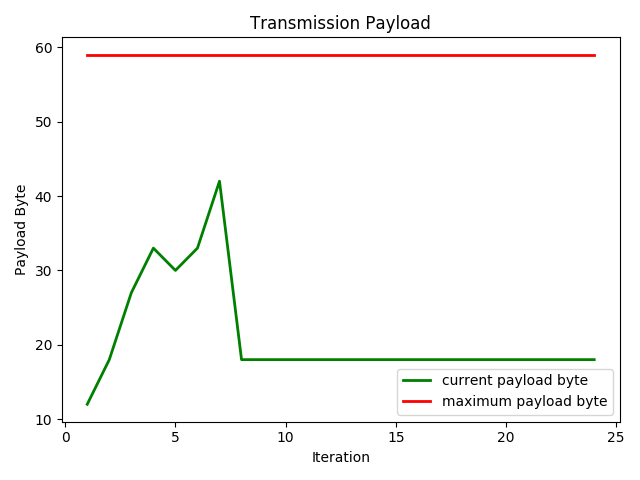 Transmission Payload
60
50
40
30
20
10
Payload Byte
0
5
10
15
20
25
Iteration
current payload byte
maximum payload byte